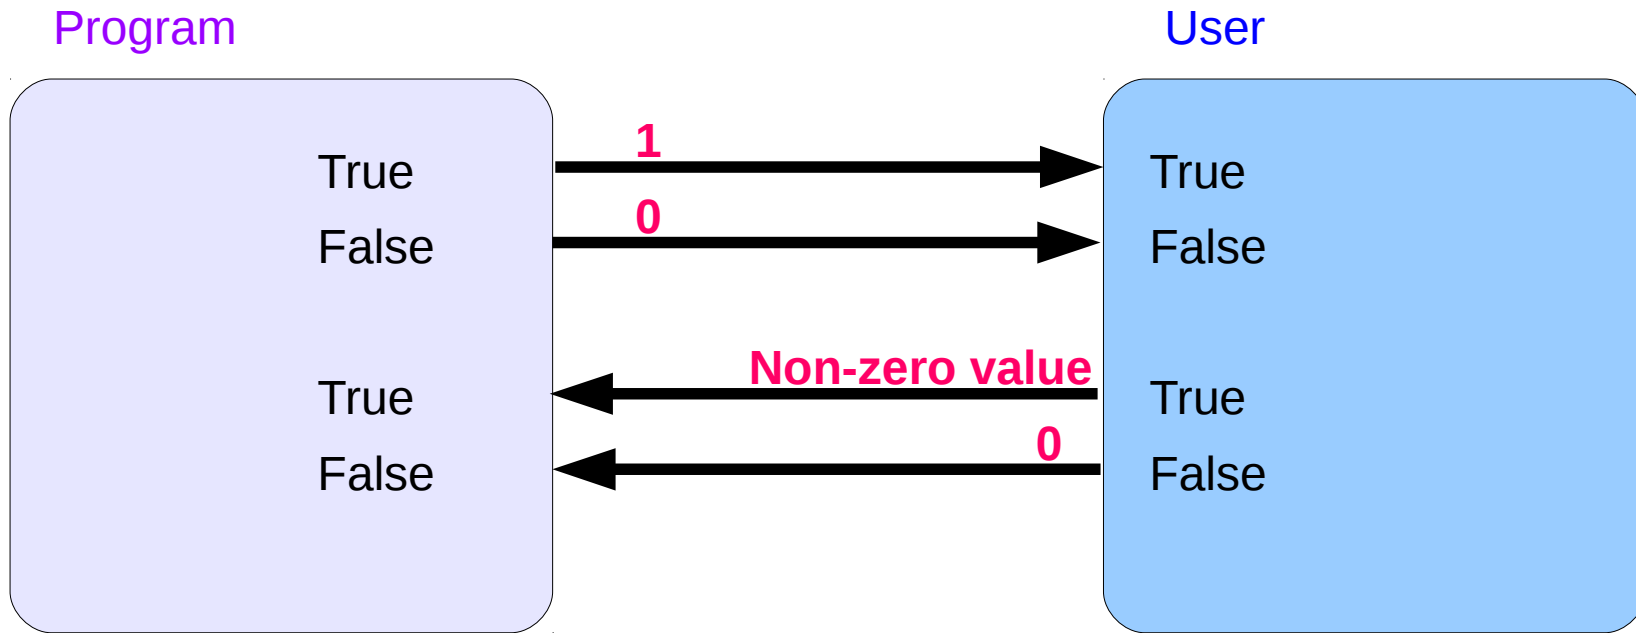 Program User
True 1 True
False 0 False
True Non-zero value True
False 0 False